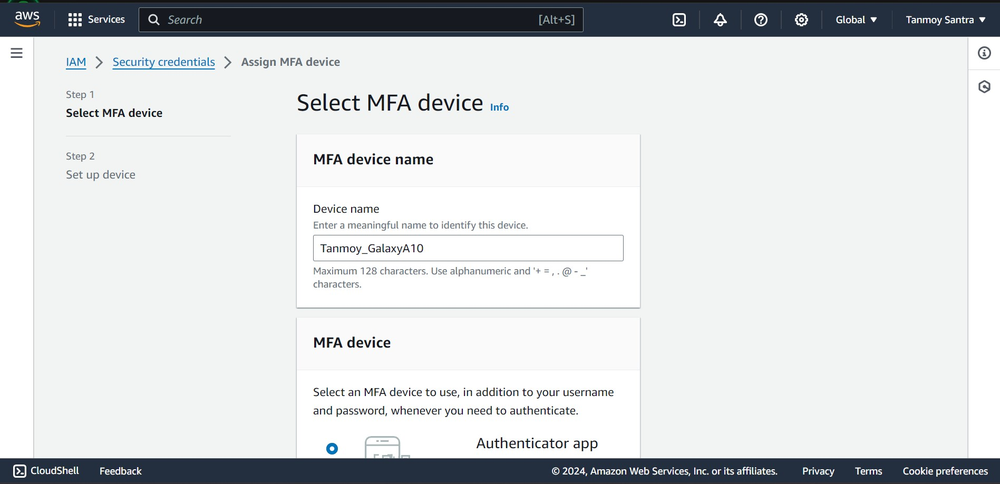 aws
Services
Search
[Alt+S]
Global
Tanmoy Santra
IAM
Security credentials
Assign MFA device
Step 1
Select MFA device
Step 2
Set up device
Select MFA device Info
MFA device name
Device name
Enter a meaningful name to identify this device.
Tanmoy_GalaxyA10
Maximum 128 characters. Use alphanumeric and '+ = , . @ - _'
characters.
MFA device
Select an MFA device to use, in addition to your username
and password, whenever you need to authenticate.
Authenticator app
CloudShell
Feedback
© 2024, Amazon Web Services, Inc. or its affiliates.
Privacy
Terms
Cookie preferences